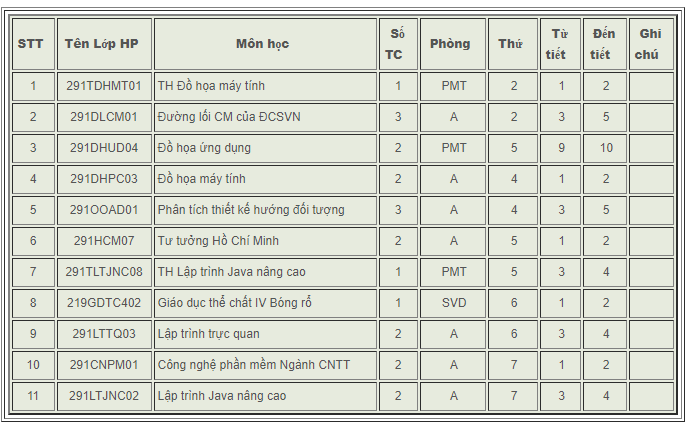 STT Tên Lớp HP Môn học Số TC Phòng Thứ Từ tiết Đến tiết Ghi chú
1 291TDHMT01 TH Đồ họa máy tính 1 PMT 2 1 2
2 291DLCM01 Đường lối CM của ĐCSVN 3 A 2 3 5
3 291DHUD04 Đồ họa ứng dụng 2 PMT 5 9 10
4 291DHPC03 Đồ họa máy tính 2 A 4 1 2
5 291OOAD01 Phân tích thiết kế hướng đối tượng 3 A 4 3 5
6 291HCM07 Tư tưởng Hồ Chí Minh 2 A 5 1 2
7 291TLTJNC08 TH Lập trình Java nâng cao 1 PMT 5 3 4
8 219GDTC402 Giáo dục thể chất IV Bóng rổ 1 SVD 6 1 2
9 291LTTQ03 Lập trình trực quan 2 A 6 3 4
10 291CNPM01 Công nghệ phần mềm Ngành CNTT 2 A 7 1 2
11 291LTJNC02 Lập trình Java nâng cao 2 A 7 3 4